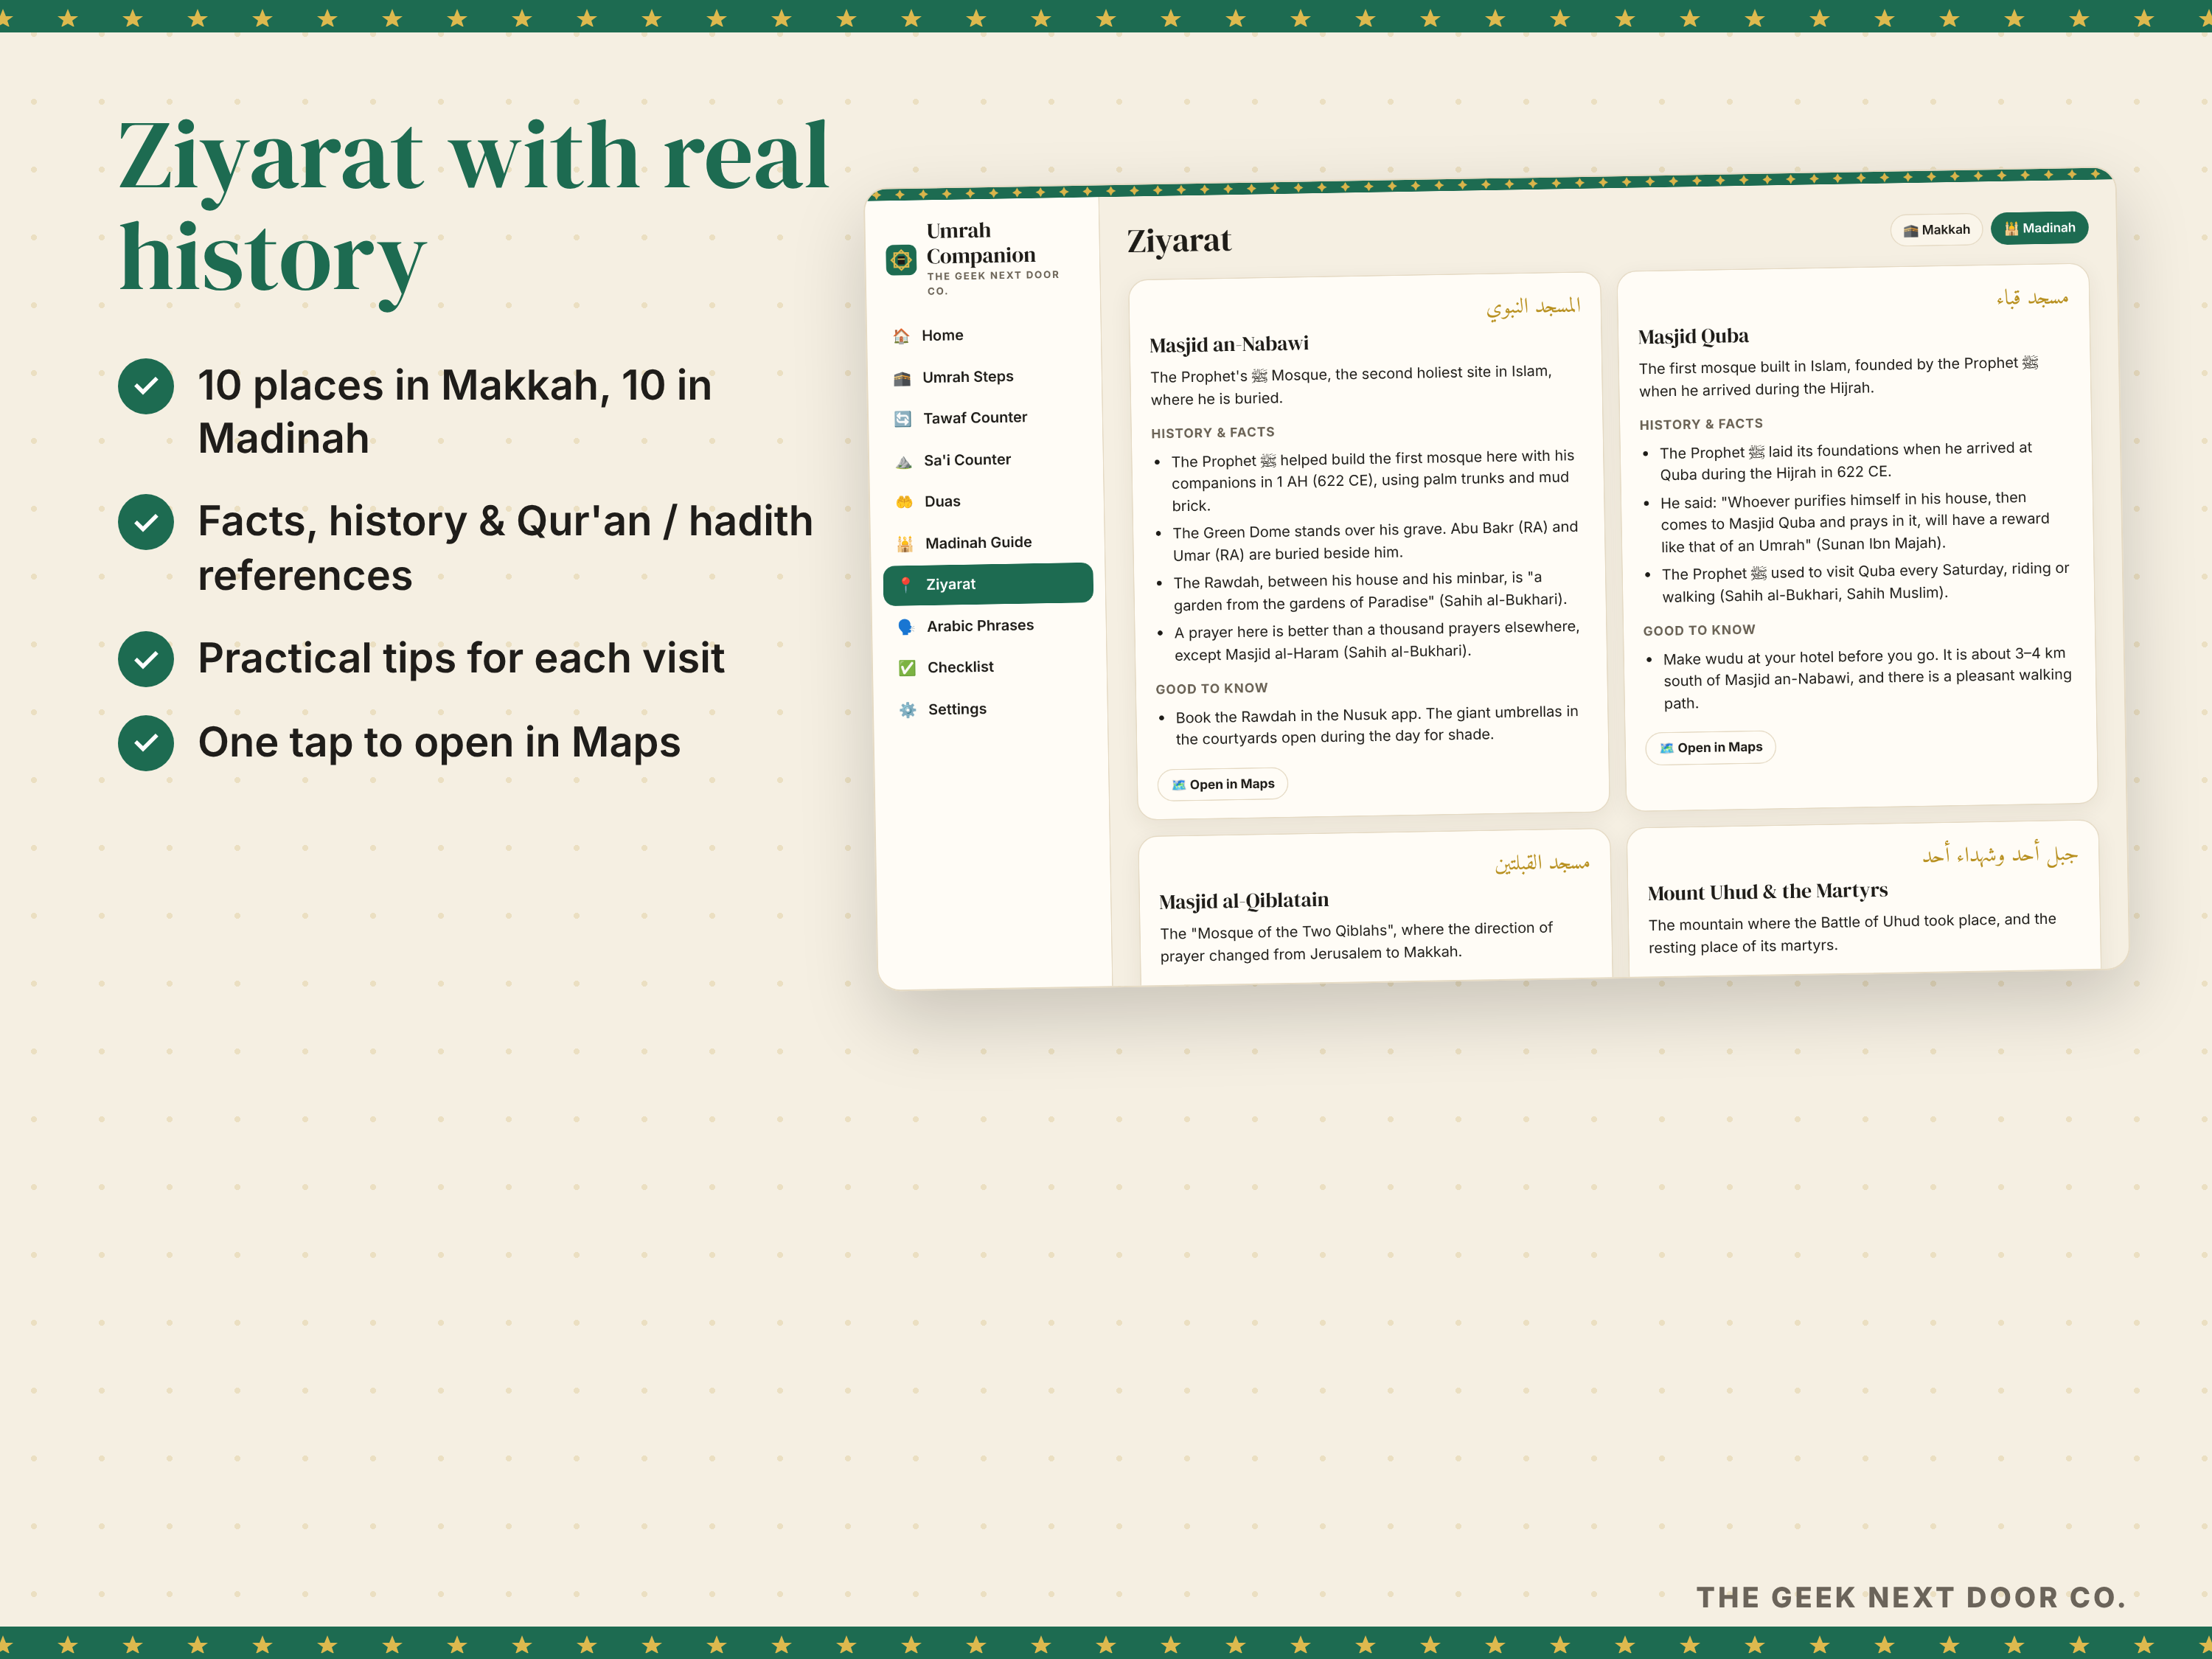 Ziyarat with real
history
10 places in Makkah, 10 in
Madinah
Facts, history & Qur'an / hadith
references
Practical tips for each visit
One tap to open in Maps
Umrah
Companion
THE GEEK NEXT DOOR
CO.
Home
Umrah Steps
Tawaf Counter
Sa'i Counter
Duas
Madinah Guide
Ziyarat
Arabic Phrases
Checklist
Settings
Ziyarat
Makkah
Madinah
المسجد النبوي
Masjid an-Nabawi
The Prophet's ﷺ Mosque, the second holiest site in Islam,
where he is buried.
HISTORY & FACTS
• The Prophet ﷺ helped build the first mosque here with his
companions in 1 AH (622 CE), using palm trunks and mud
brick.
• The Green Dome stands over his grave. Abu Bakr (RA) and
Umar (RA) are buried beside him.
• The Rawdah, between his house and his minbar, is "a
garden from the gardens of Paradise" (Sahih al-Bukhari).
• A prayer here is better than a thousand prayers elsewhere,
except Masjid al-Haram (Sahih al-Bukhari).
GOOD TO KNOW
• Book the Rawdah in the Nusuk app. The giant umbrellas in
the courtyards open during the day for shade.
Open in Maps
مسجد قباء
Masjid Quba
The first mosque built in Islam, founded by the Prophet ﷺ
when he arrived during the Hijrah.
HISTORY & FACTS
• The Prophet ﷺ laid its foundations when he arrived at
Quba during the Hijrah in 622 CE.
• He said: "Whoever purifies himself in his house, then
comes to Masjid Quba and prays in it, will have a reward
like that of an Umrah" (Sunan Ibn Majah).
• The Prophet ﷺ used to visit Quba every Saturday, riding or
walking (Sahih al-Bukhari, Sahih Muslim).
GOOD TO KNOW
• Make wudu at your hotel before you go. It is about 3–4 km
south of Masjid an-Nabawi, and there is a pleasant walking
path.
Open in Maps
مسجد القبلتين
Masjid al-Qiblatain
The "Mosque of the Two Qiblahs", where the direction of
prayer changed from Jerusalem to Makkah.
جبل أحد وشهداء أحد
Mount Uhud & the Martyrs
The mountain where the Battle of Uhud took place, and the
resting place of its martyrs.
THE GEEK NEXT DOOR CO.